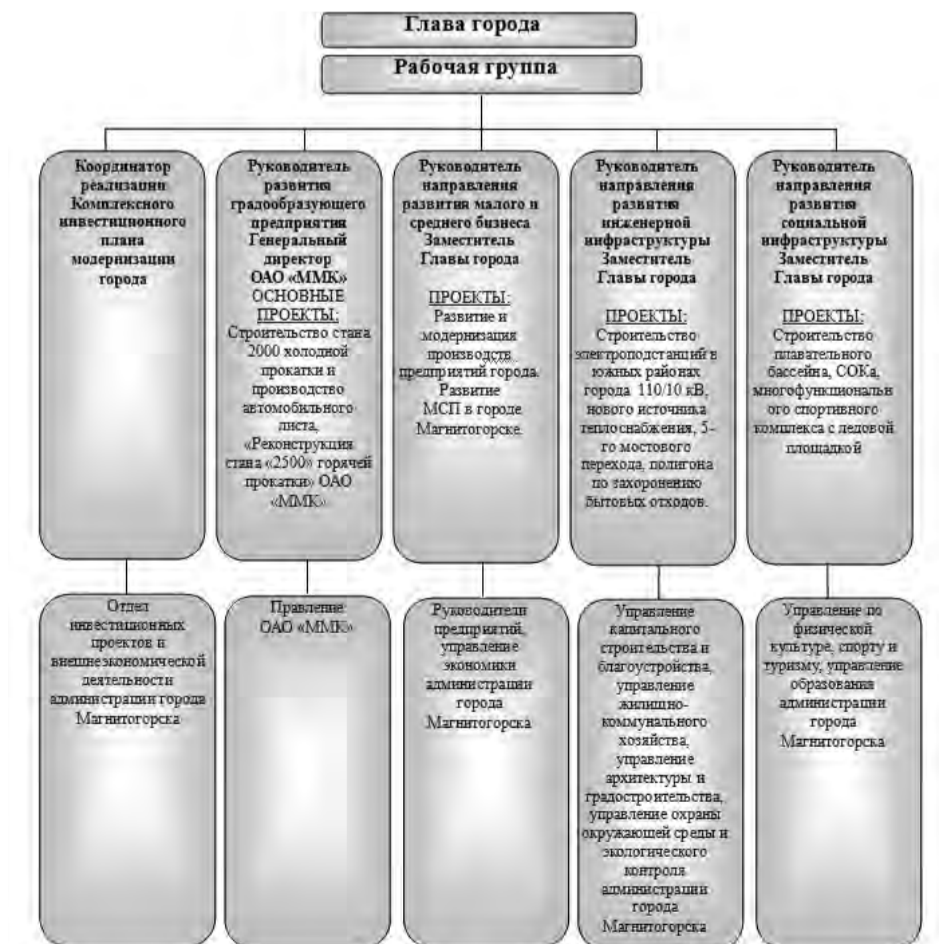 Глава города
Рабочая группа
Координатор
реализации
Комплексного
инвестиционного
плана
модернизации
города
Руководитель
развития
градообразующего
предприятия
Генеральный
директор
ОАО «ММК»
ОСНОВНЫЕ
ПРОЕКТЫ:
Строительство стана
2000 холодной
прокатки и
производство
автомобильного
листа,
«Реконструкция
стана «2500» горячей
прокатки» ОАО
«ММК»
Руководитель
направления
развития малого и
среднего бизнеса
Заместитель
Главы города
ПРОЕКТЫ:
Развитие и
модернизация
производств
предприятий города.
Развитие
МСП в городе
Магнитогорске.
Руководитель
направления
развития
инженерной
инфраструктуры
Заместитель
Главы города
ПРОЕКТЫ:
Строительство
электроподстанций в
южных районах
города 110/10 кВ,
нового источника
теплоснабжения, 5-
го мостового
перехода, полигона
по захоронению
бытовых отходов.
Руководитель
направления
развития
социальной
инфраструктуры
Заместитель
Главы города
ПРОЕКТЫ:
Строительство
плавательного
бассейна, СОКа,
многофункциональн
ого спортивного
комплекса с ледовой
площадкой
Отдел
инвестиционных
проектов и
внешнеэкономической
деятельности
администрации города
Магнитогорска
Правление
ОАО «ММК»
Руководители
предприятий,
управление
экономики
администрации
города
Магнитогорска
Управление
капитального
строительства и
благоустройства,
управление
жилищно-
коммунального
хозяйства,
управление
архитектуры и
градостроительства,
управление охраны
окружающей среды и
экологического
контроля
администрации
города
Магнитогорска
Управление по
физической
культуре, спорту и
туризму, управление
образования
администрации
города
Магнитогорска